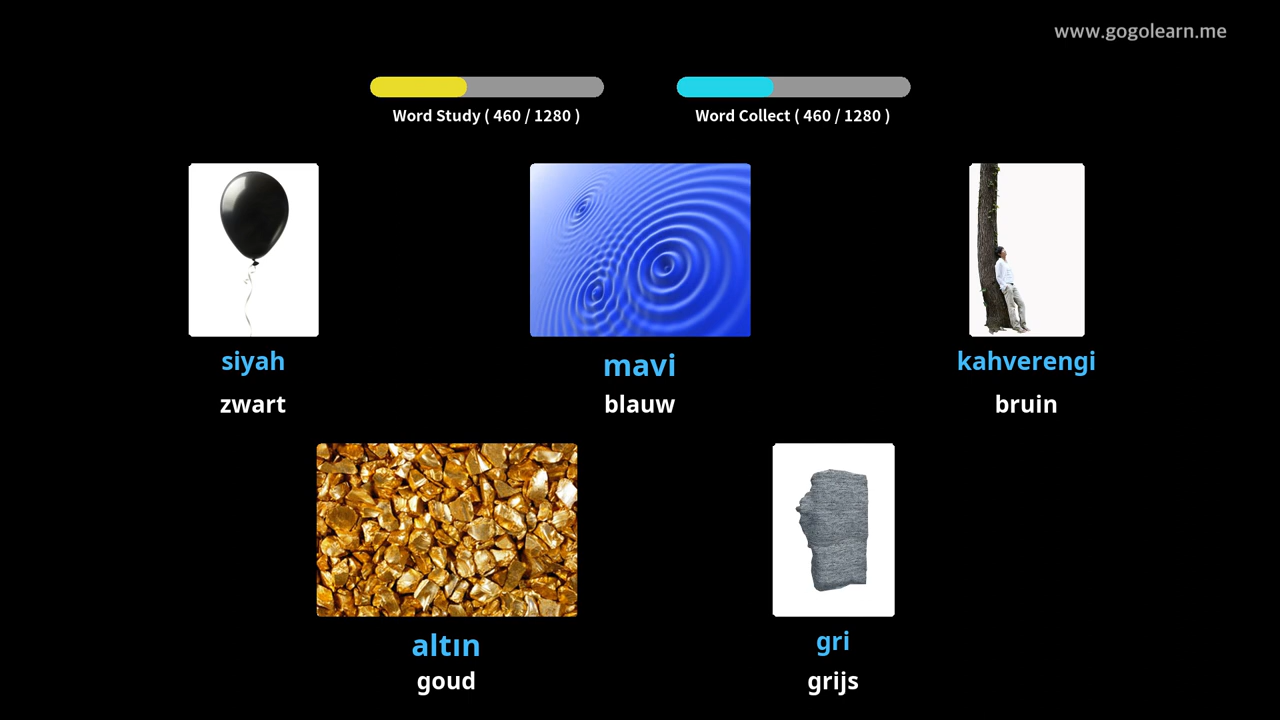 www.gogolearn.me
Word Study ( 460 / 1280 )
Word Collect ( 460 / 1280 )
siyah
zwart
mavi
blauw
kahverengi
bruin
altın
goud
gri
grijs